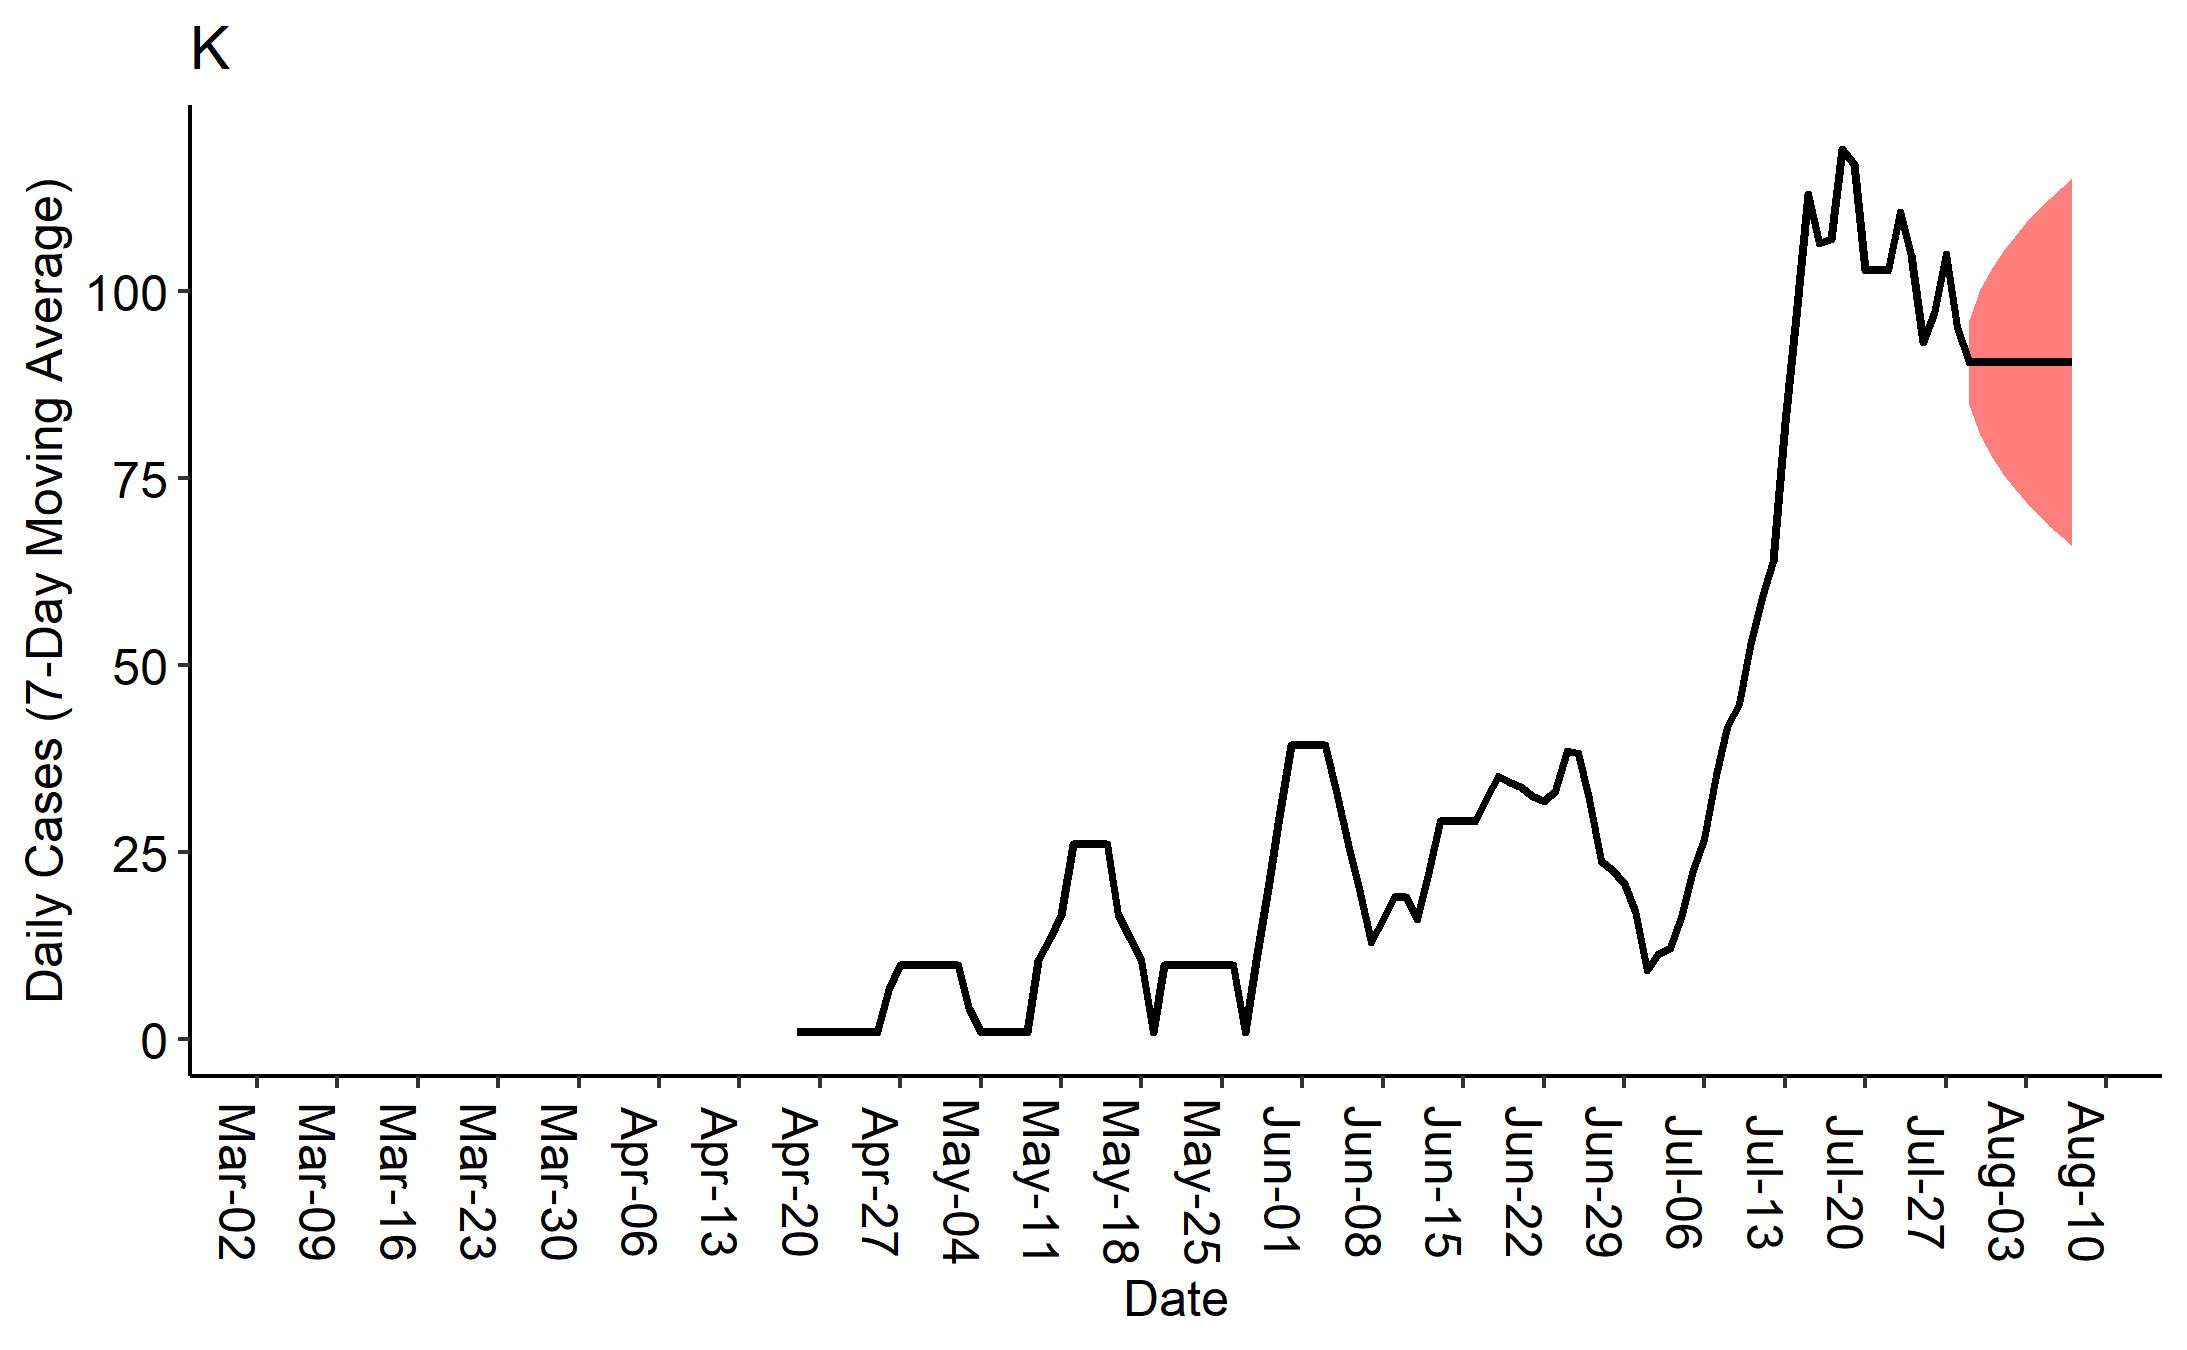 K
Daily Cases (7-Day Moving Average)
100
75
50
25
0
Mar-02
Mar-09
Mar-16
Mar-23
Mar-30
Apr-06
Apr-13
Apr-20
Apr-27
May-04
May-11
May-18
May-25
Jun-01
Jun-08
Jun-15
Jun-22
Jun-29
Jul-06
Jul-13
Jul-20
Jul-27
Aug-03
Aug-10
Date